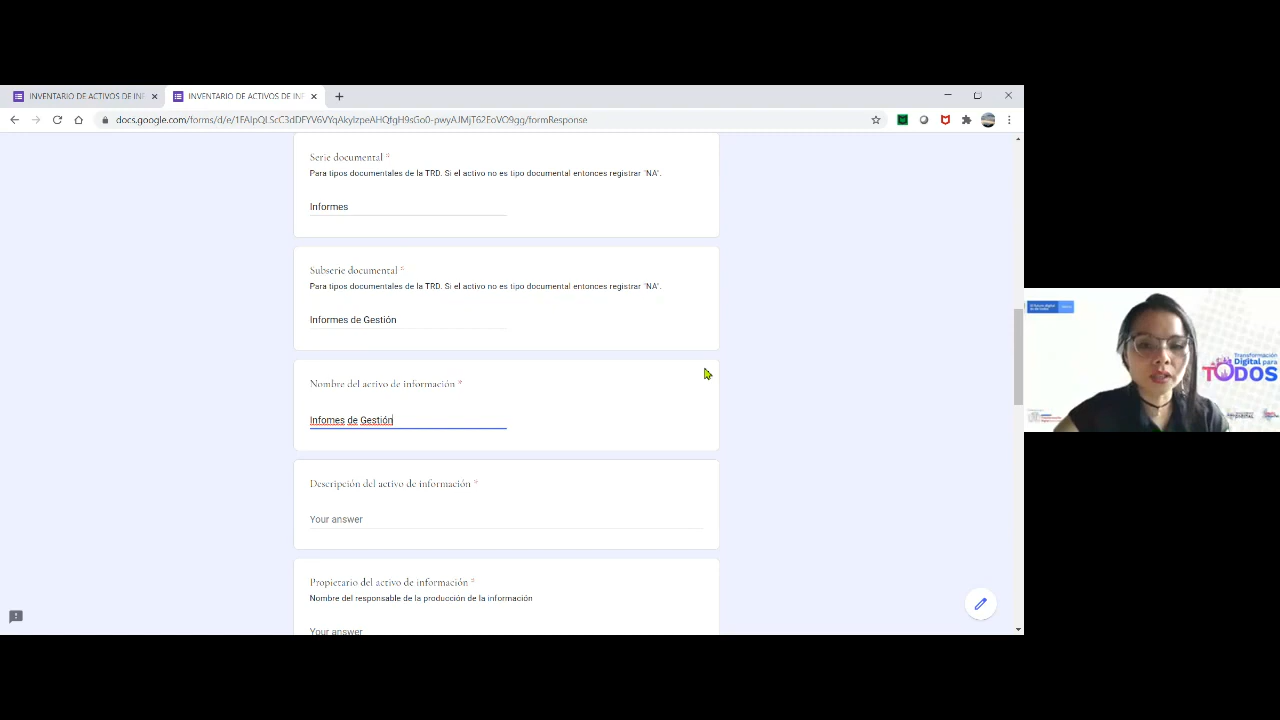 INVENTARIO DE ACTIVOS DE INF
INVENTARIO DE ACTIVOS DE INF
Serie documental *
Para tipos documentales de la TRD. Si el activo no es tipo documental entonces registrar "NA".
Informes
Subserie documental *
Para tipos documentales de la TRD. Si el activo no es tipo documental entonces registrar "NA".
Informes de Gestión
Nombre del activo de información *
Infomes de Gestión
Descripción del activo de información *
Your answer
Propietario del activo de información *
Nombre del responsable de la producción de la información
Your answer
Transformación
Digital para
TODOS